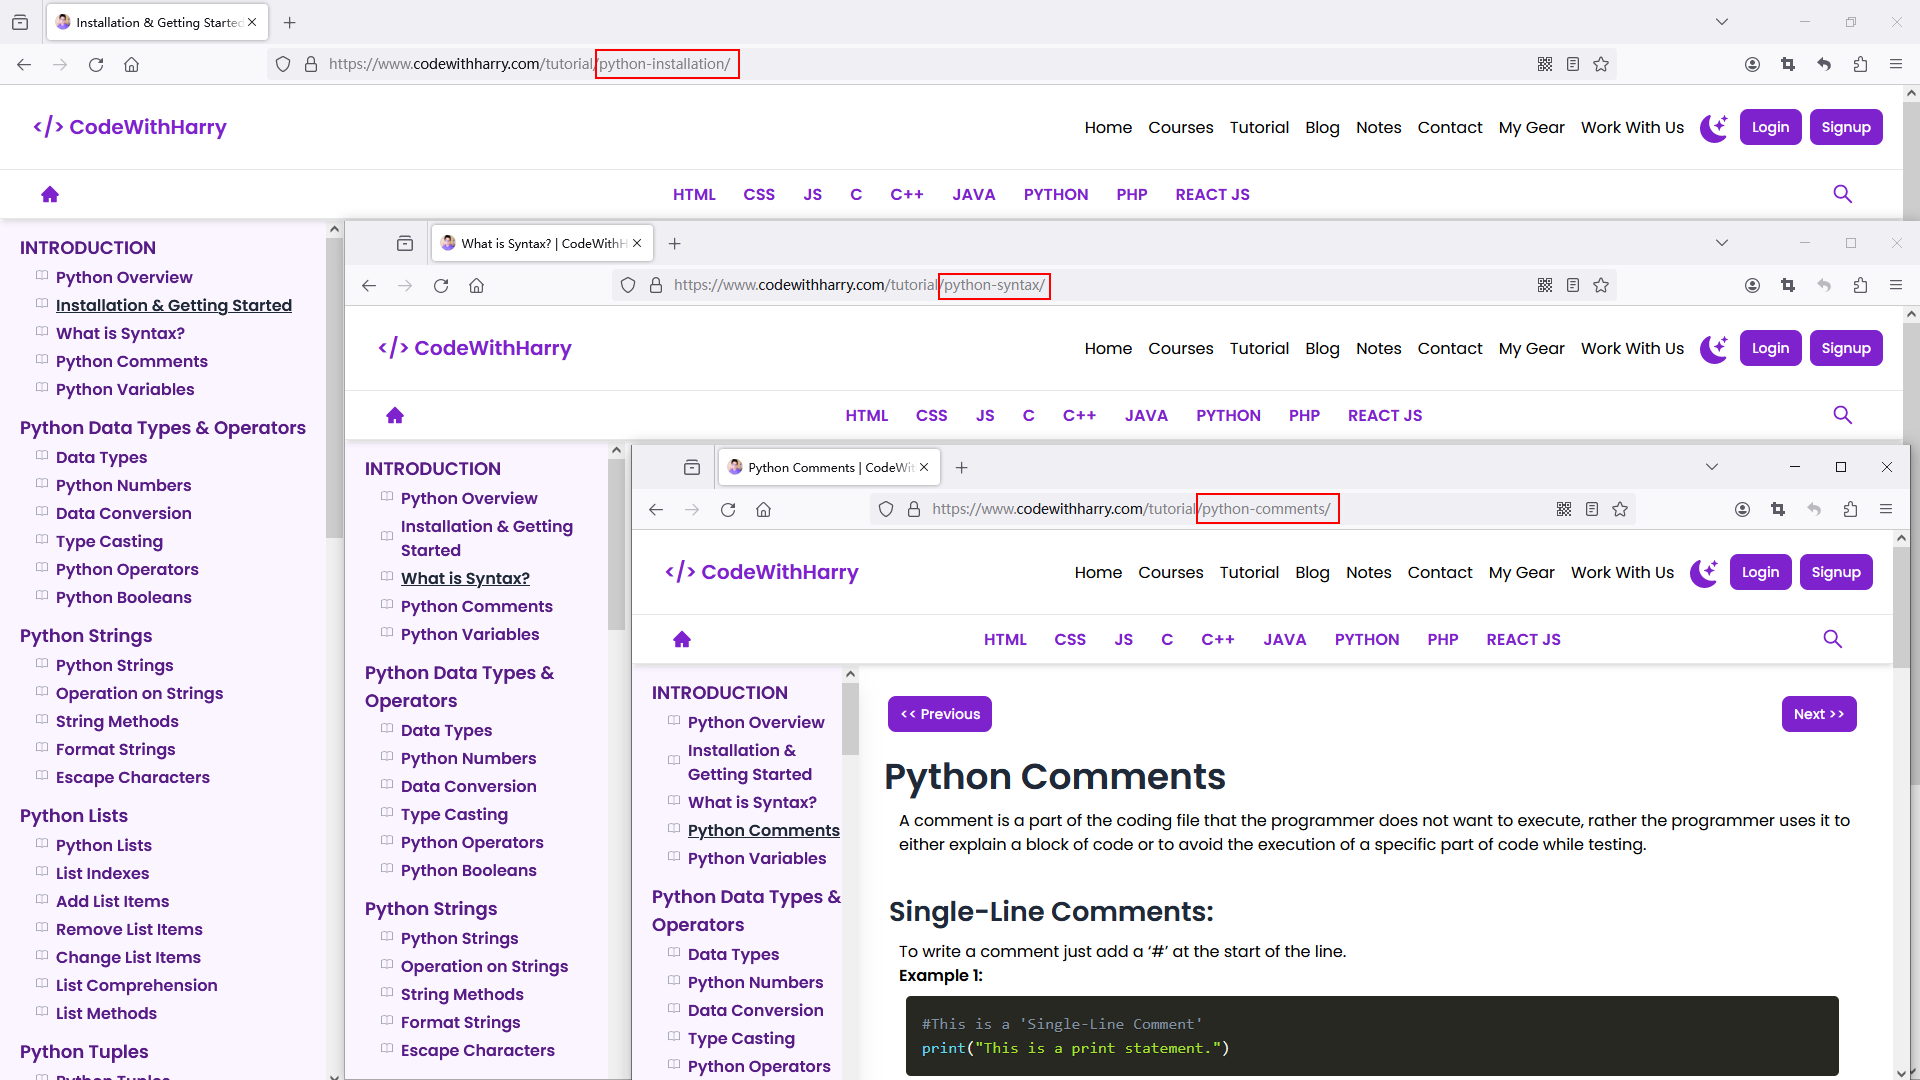 Installation & Getting Started
https://www.codewithharry.com/tutorial/python-installation/
</> CodeWithHarry
Home Courses Tutorial Blog Notes Contact My Gear Work With Us Login Signup
HTML CSS JS C C++ JAVA PYTHON PHP REACT JS
INTRODUCTION
Python Overview
Installation & Getting Started
What is Syntax?
Python Comments
Python Variables
Python Data Types & Operators
Data Types
Python Numbers
Data Conversion
Type Casting
Python Operators
Python Booleans
Python Strings
Python Strings
Operation on Strings
String Methods
Format Strings
Escape Characters
Python Lists
Python Lists
List Indexes
Add List Items
Remove List Items
Change List Items
List Comprehension
List Methods
Python Tuples
Python Tuples
What is Syntax? | CodeWithH
https://www.codewithharry.com/tutorial/python-syntax/
</> CodeWithHarry
Home Courses Tutorial Blog Notes Contact My Gear Work With Us Login Signup
HTML CSS JS C C++ JAVA PYTHON PHP REACT JS
INTRODUCTION
Python Overview
Installation & Getting
Started
What is Syntax?
Python Comments
Python Variables
Python Data Types &
Operators
Data Types
Python Numbers
Data Conversion
Type Casting
Python Operators
Python Booleans
Python Strings
Python Strings
Operation on Strings
String Methods
Format Strings
Escape Characters
Python Comments | CodeWit
https://www.codewithharry.com/tutorial/python-comments/
</> CodeWithHarry
Home Courses Tutorial Blog Notes Contact My Gear Work With Us Login Signup
HTML CSS JS C C++ JAVA PYTHON PHP REACT JS
INTRODUCTION
Python Overview
Installation &
Getting Started
What is Syntax?
Python Comments
Python Variables
Python Data Types &
Operators
Data Types
Python Numbers
Data Conversion
Type Casting
Python Operators
<< Previous
Next >>
Python Comments
A comment is a part of the coding file that the programmer does not want to execute, rather the programmer uses it to
either explain a block of code or to avoid the execution of a specific part of code while testing.
Single-Line Comments:
To write a comment just add a ‘#’ at the start of the line.
Example 1:
#This is a 'Single-Line Comment'
print("This is a print statement.")